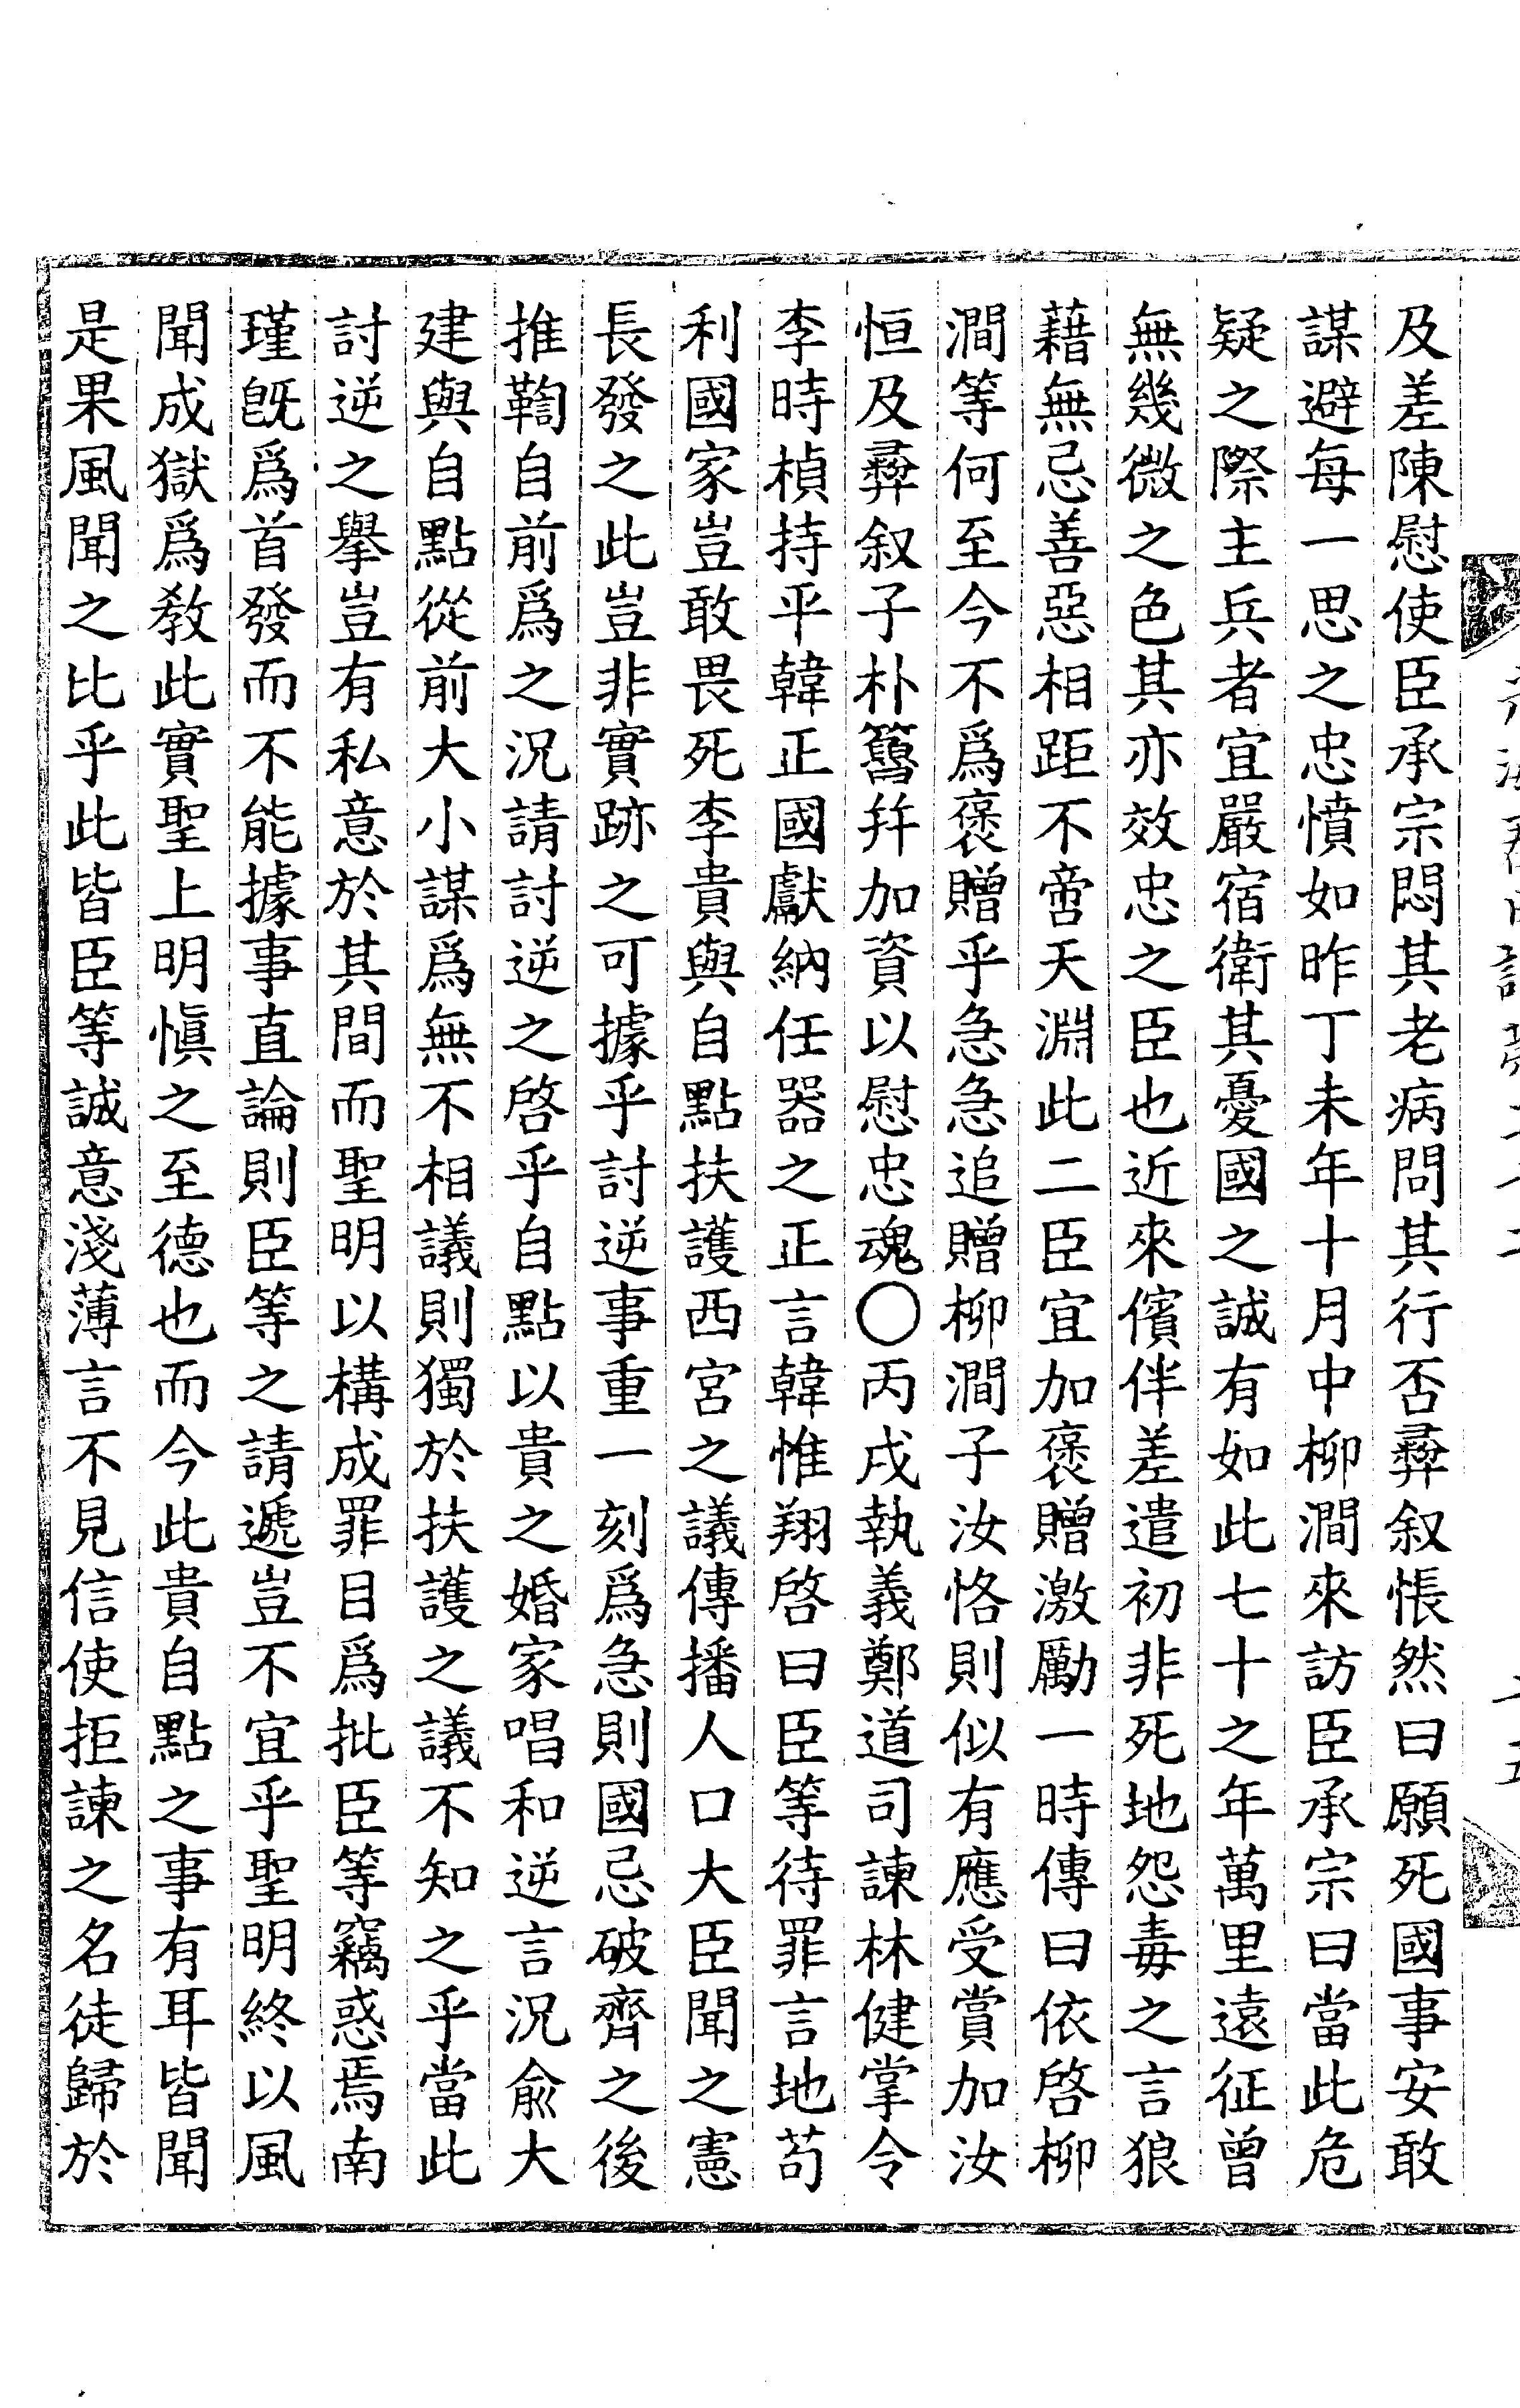 及差陳慰使臣承宗悶其老病問其行否彛叙悵然曰願死國事安敢
謀避每一思之忠憤如昨丁未年十月中柳澗來訪臣承宗曰當此危
疑之際主兵者宜嚴宿衛其憂國之誠有如此七十之年萬里遠征曾
無幾微之色其亦效忠之臣也近來儐伴差遣初非死地怨毒之言狼
藉無忌善惡相距不啻天淵此二臣宜加褒贈激勵一時傳曰依啓柳
澗等何至今不爲褒贈乎急急追贈柳澗子汝恪則似有應受賞加汝
恒及彛叙子朴簪幷加資以慰忠魂〇丙戌執義鄭道司諫林健掌令
李時楨持平韓正國獻納任器之正言韓惟翔啓曰臣等待罪言地苟
利國家豈敢畏死李貴與自點扶護西宮之議傳播人口大臣聞之憲
長發之此豈非實跡之可據乎討逆事重一刻爲急則國忌破齊之後
推鞫自前爲之況請討逆之啓乎自點以貴之婚家唱和逆言況兪大
建與自點從前大小謀爲無不相議則獨於扶護之議不知之乎當此
討逆之擧豈有私意於其間而聖明以構成罪目爲批臣等竊惑焉南
瑾旣爲首發而不能據事直論則臣等之請遞豈不宜乎聖明終以風
聞成獄爲敎此實聖上明愼之至德也而今此貴自點之事有耳皆聞
是果風聞之比乎此皆臣等誠意淺薄言不見信使拒諫之名徒歸於